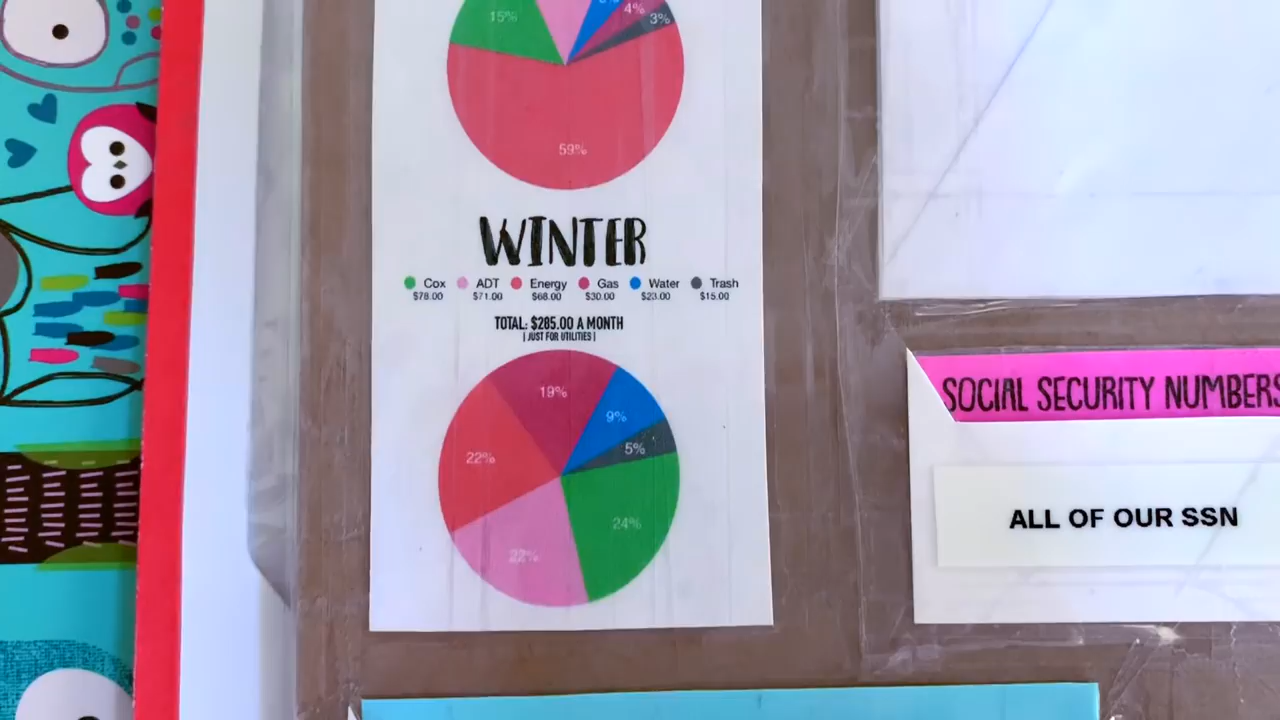 15%
4%
3%
59%
WINTER
Cox ADT Energy Gas Water Trash
$78.00 $71.00 $68.00 $30.00 $23.00 $15.00
TOTAL: $285.00 A MONTH
| JUST FOR UTILITIES |
19%
9%
5%
22%
24%
22%
SOCIAL SECURITY NUMBERS
ALL OF OUR SSN